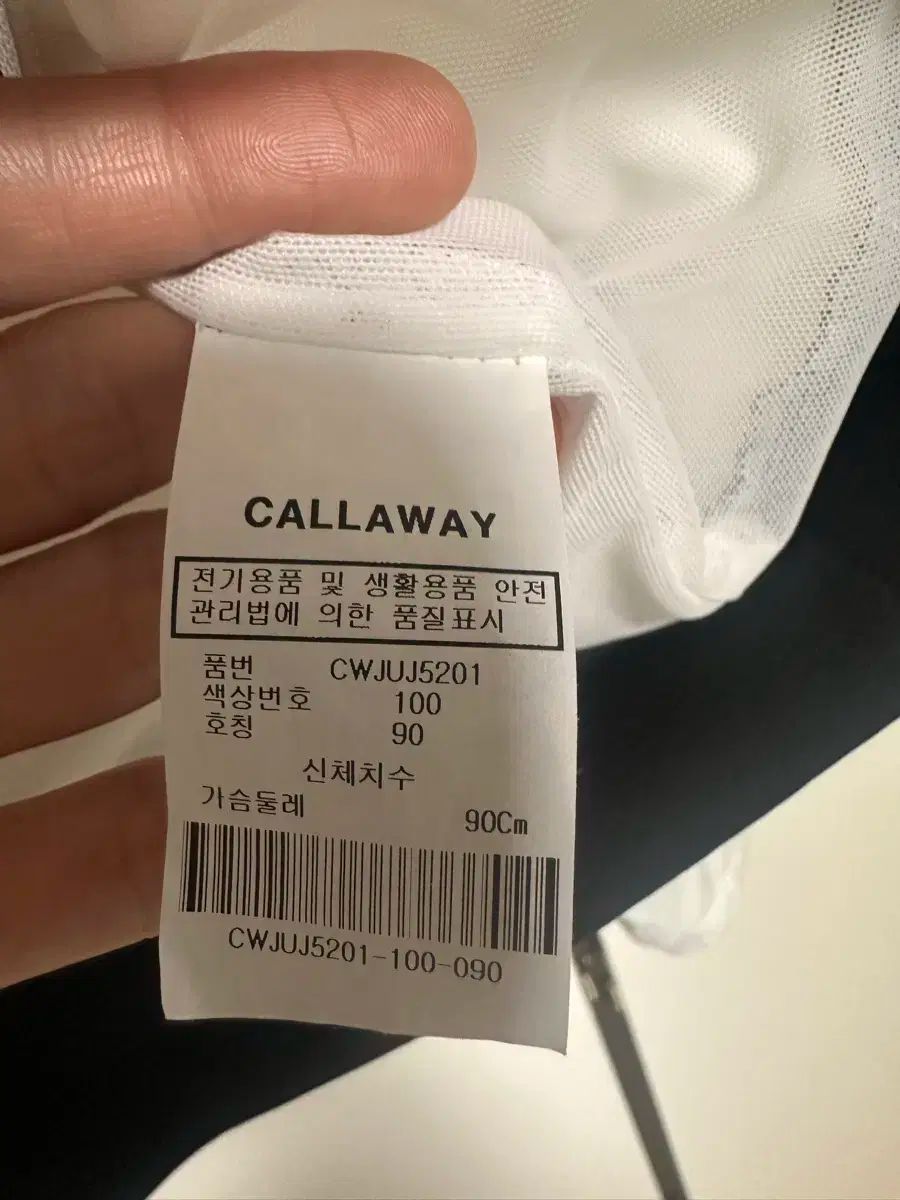 CALLAWAY
전기용품 및 생활용품 안전
관리법에 의한 품질표시
품번 CWJUJ5201
색상번호 100
호칭 90
신체치수
가슴둘레 90Cm
CWJUJ5201-100-090